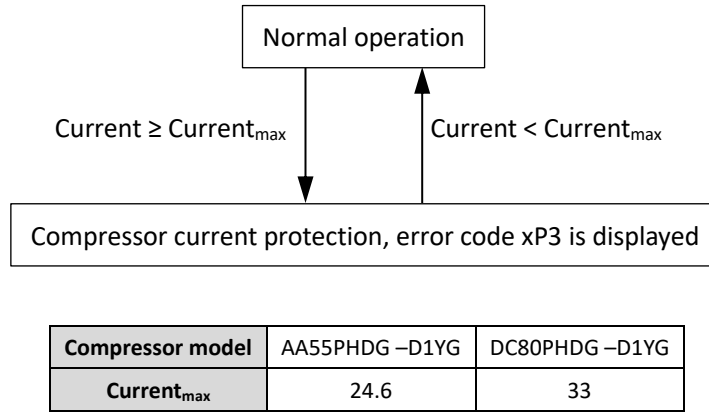 Normal operation
Current ≥ Currentmax
Current < Currentmax
Compressor current protection, error code xP3 is displayed
Compressor model AA55PHDG –D1YG DC80PHDG –D1YG
Currentmax 24.6 33